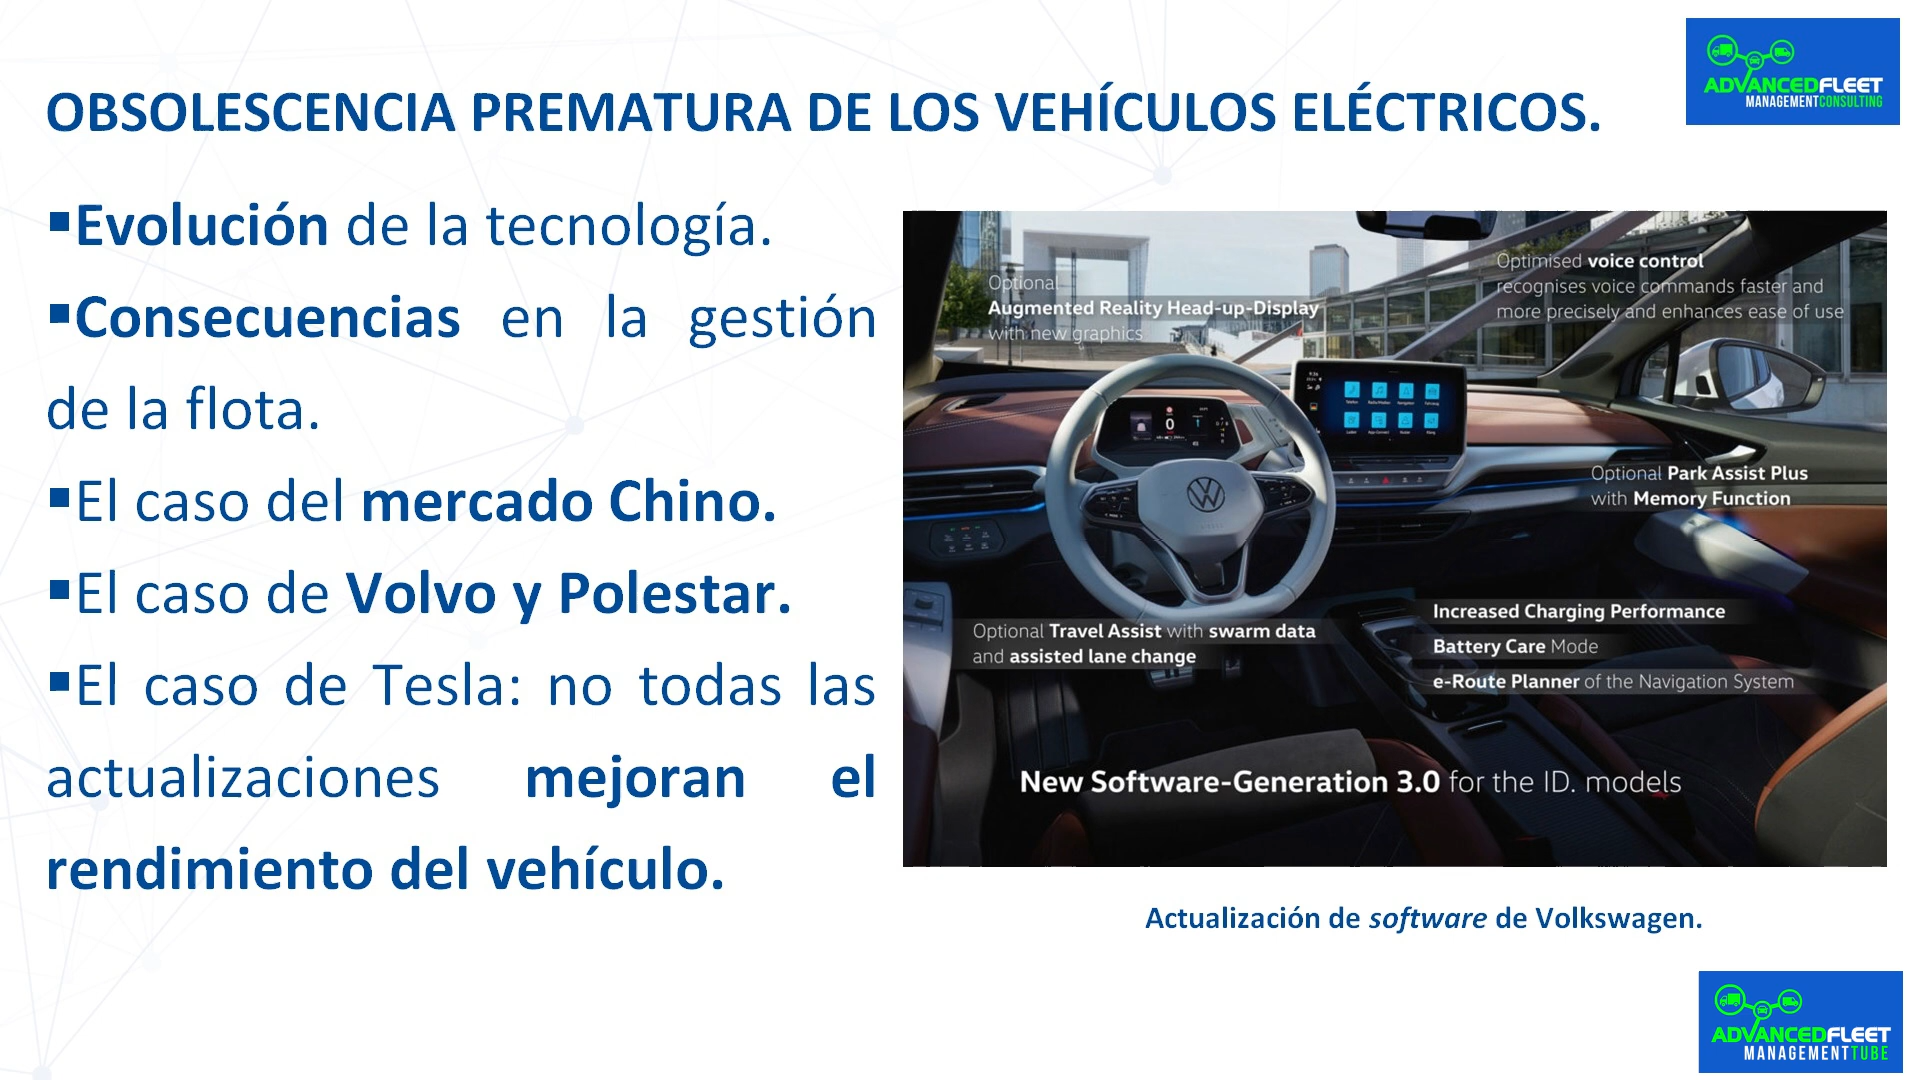 OBSOLESCENCIA PREMATURA DE LOS VEHÍCULOS ELÉCTRICOS.
ADVANCEDFLEET
MANAGEMENTCONSULTING
▪Evolución de la tecnología.
▪Consecuencias en la gestión
de la flota.
▪El caso del mercado Chino.
▪El caso de Volvo y Polestar.
▪El caso de Tesla: no todas las
actualizaciones mejoran el
rendimiento del vehículo.
Optional
Augmented Reality Head-up-Display
with new graphics
Optimised voice control
recognises voice commands faster and
more precisely and enhances ease of use
Optional Park Assist Plus
with Memory Function
Optional Travel Assist with swarm data
and assisted lane change
Increased Charging Performance
Battery Care Mode
e-Route Planner of the Navigation System
New Software-Generation 3.0 for the ID. models
Actualización de software de Volkswagen.
ADVANCEDFLEET
MANAGEMENTTUBE